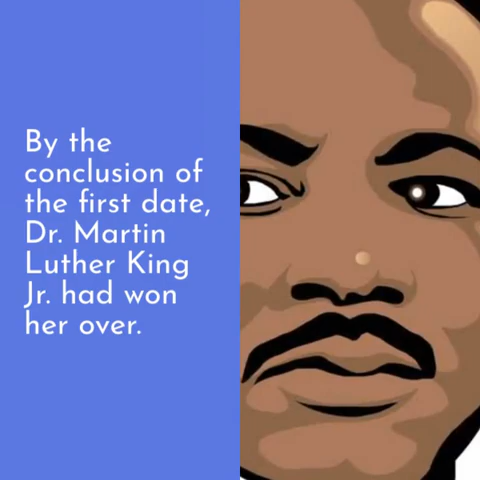 By the
conclusion of
the first date,
Dr. Martin
Luther King
Jr. had won
her over.